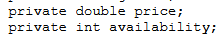 private double price;
private int availability;